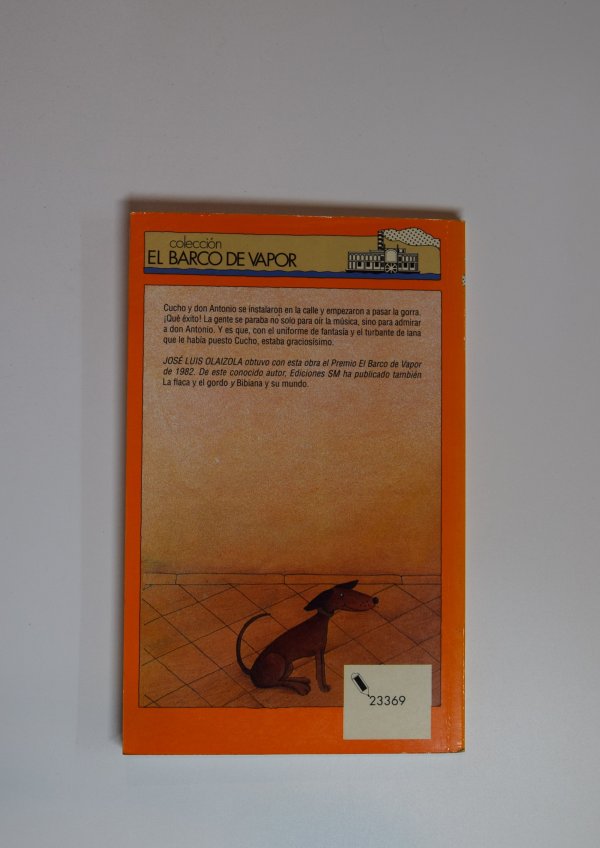 colección
EL BARCO DE VAPOR
Cucho y don Antonio se instalaron en la calle y empezaron a pasar la gorra.
¡Qué éxito! La gente se paraba no solo para oír la música, sino para admirar
a don Antonio. Y es que, con el uniforme de fantasía y el turbante de lana
que le había puesto Cucho, estaba graciosísimo.
JOSÉ LUIS OLAIZOLA obtuvo con esta obra el Premio El Barco de Vapor
de 1982. De este conocido autor, Ediciones SM ha publicado también
La flaca y el gordo y Bibiana y su mundo.
23369